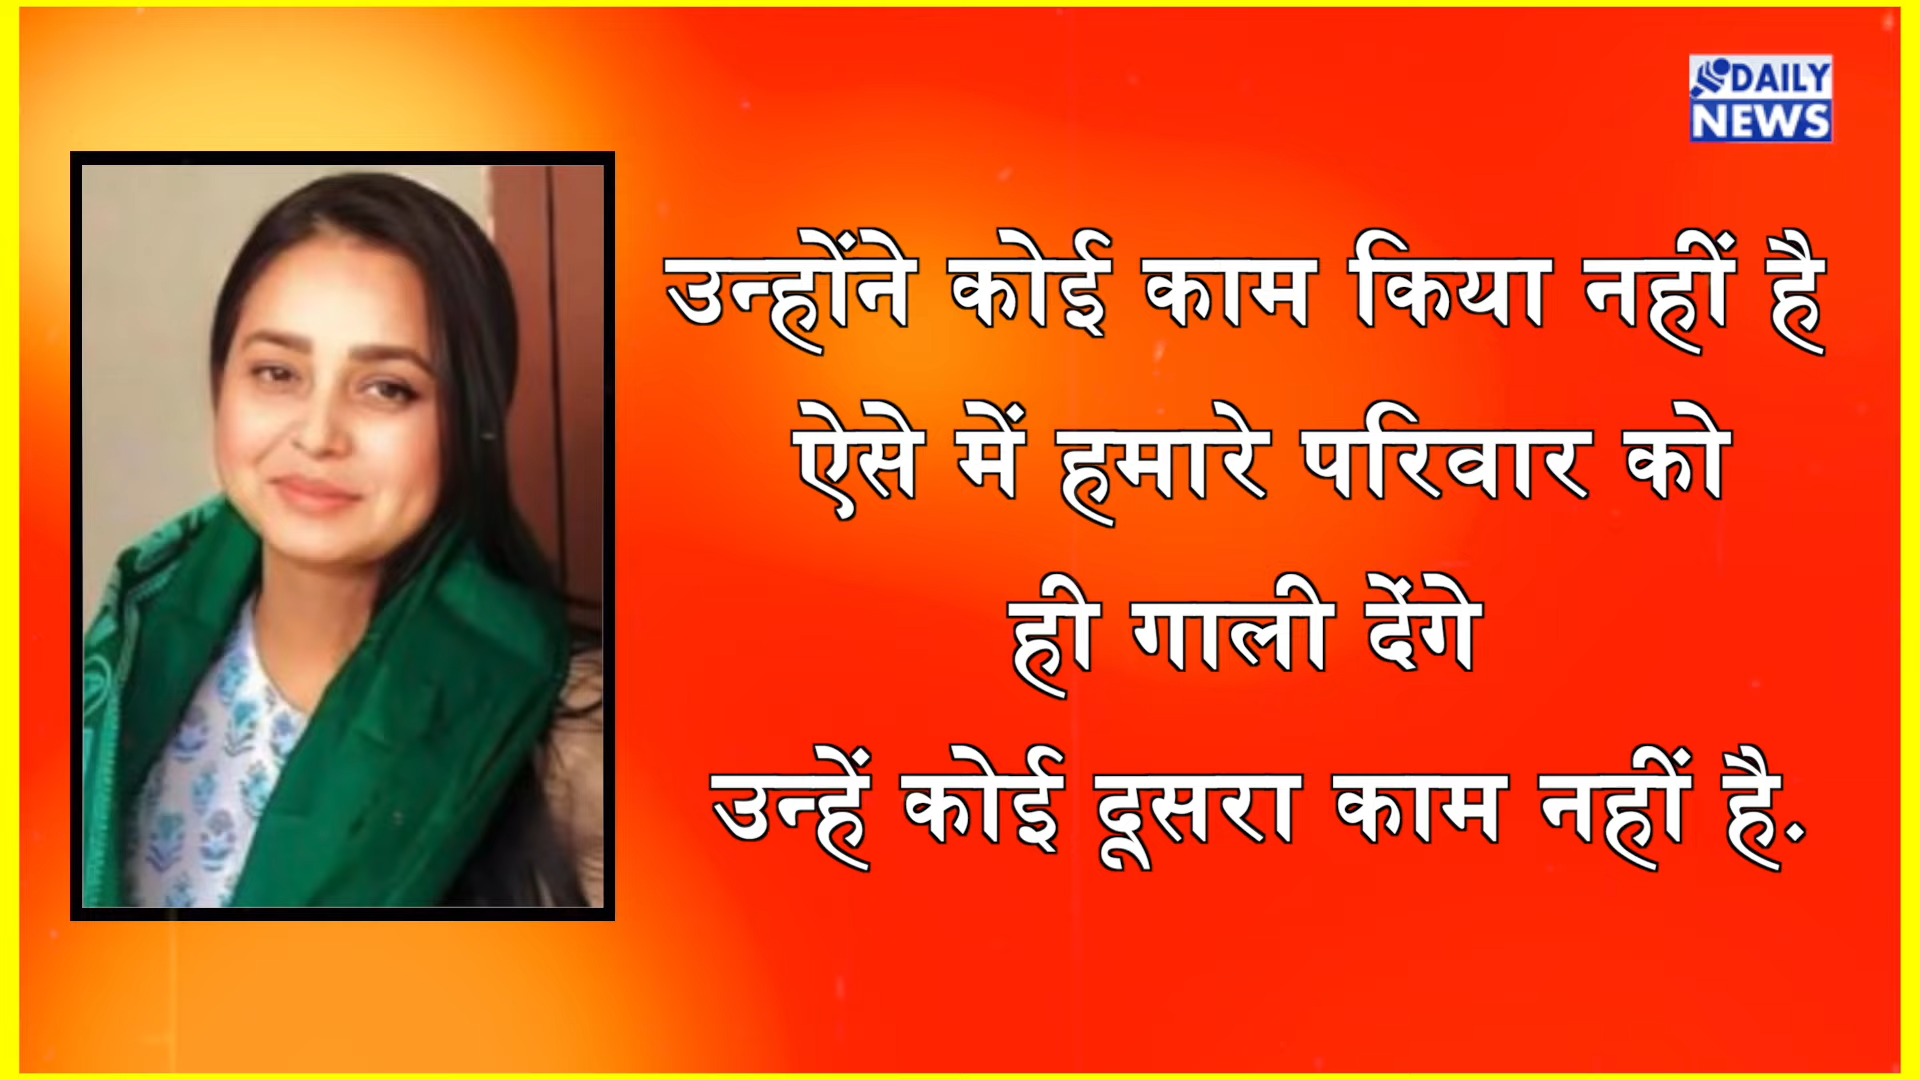 DAILY
NEWS
उन्होंने कोई काम किया नहीं है
ऐसे में हमारे परिवार को
ही गाली देंगे
उन्हें कोई दूसरा काम नहीं है.